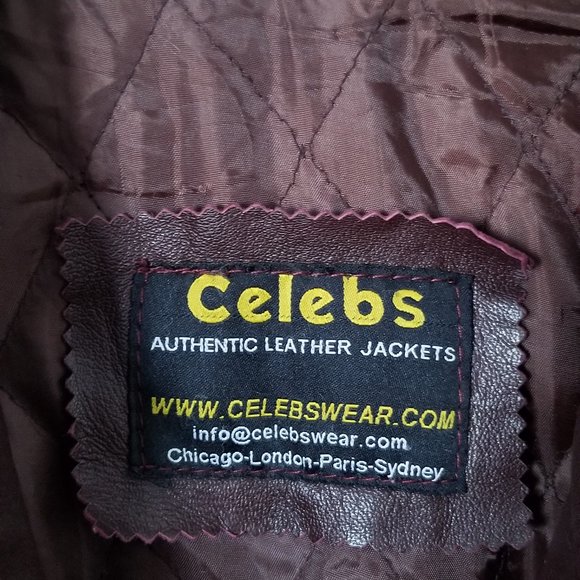 Celebs
AUTHENTIC LEATHER JACKETS
WWW.CELEBSWEAR.COM
info@celebswear.com
Chicago-London-Paris-Sydney